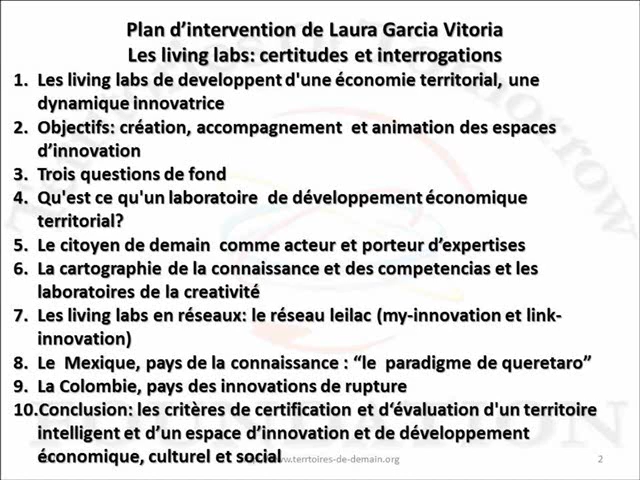 Plan d’intervention de Laura Garcia Vitoria
Les living labs: certitudes et interrogations
1. Les living labs de developpent d'une économie territorial, une
dynamique innovatrice
2. Objectifs: création, accompagnement et animation des espaces
d’innovation
3. Trois questions de fond
4. Qu'est ce qu'un laboratoire de développement économique
territorial?
5. Le citoyen de demain comme acteur et porteur d’expertises
6. La cartographie de la connaissance et des competencias et les
laboratoires de la creativité
7. Les living labs en réseaux: le réseau leilac (my-innovation et link-
innovation)
8. Le Mexique, pays de la connaissance : “le paradigme de queretaro”
9. La Colombie, pays des innovations de rupture
10.Conclusion: les critères de certification et d‘évaluation d'un territoire
intelligent et d’un espace d’innovation et de développement
économique, culturel et social
www.terrtoires-de-demain.org
2
Tomorrow
FOUNDATION